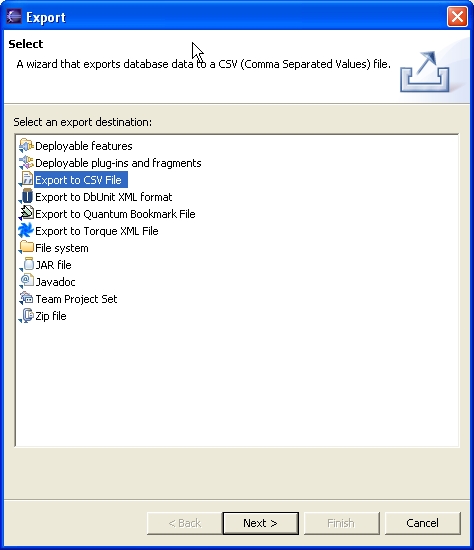 Export
Select
A wizard that exports database data to a CSV (Comma Separated Values) file.
Select an export destination:
Deployable features
Deployable plug-ins and fragments
Export to CSV File
Export to DbUnit XML format
Export to Quantum Bookmark File
Export to Torque XML File
File system
JAR file
Javadoc
Team Project Set
Zip file
< Back Next > Finish Cancel